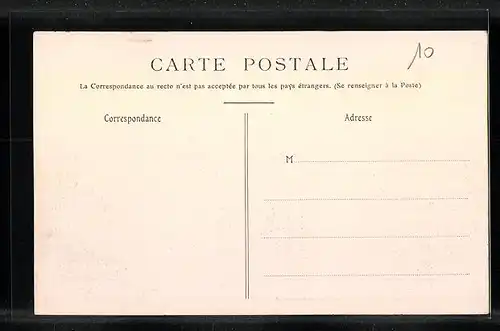 CARTE POSTALE
10
La Correspondance au recto n'est pas acceptée par tous les pays étrangers. (Se renseigner à la Poste)
Correspondance
Adresse
M